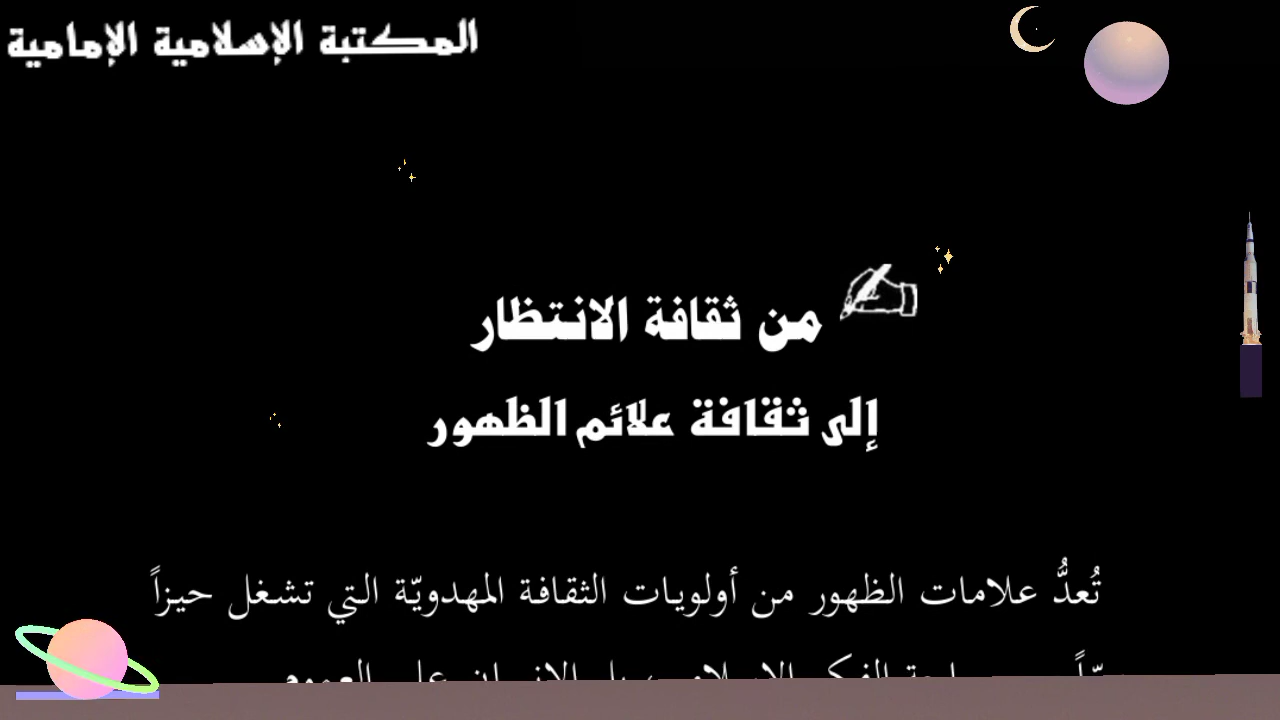 المكتبة الإسلامية الإمامية
من ثقافة الانتظار
إلى ثقافة علائم الظهور
تُعدُّ علامات الظهور من أولويات الثقافة المهدويّة التي تشغل حيزاً